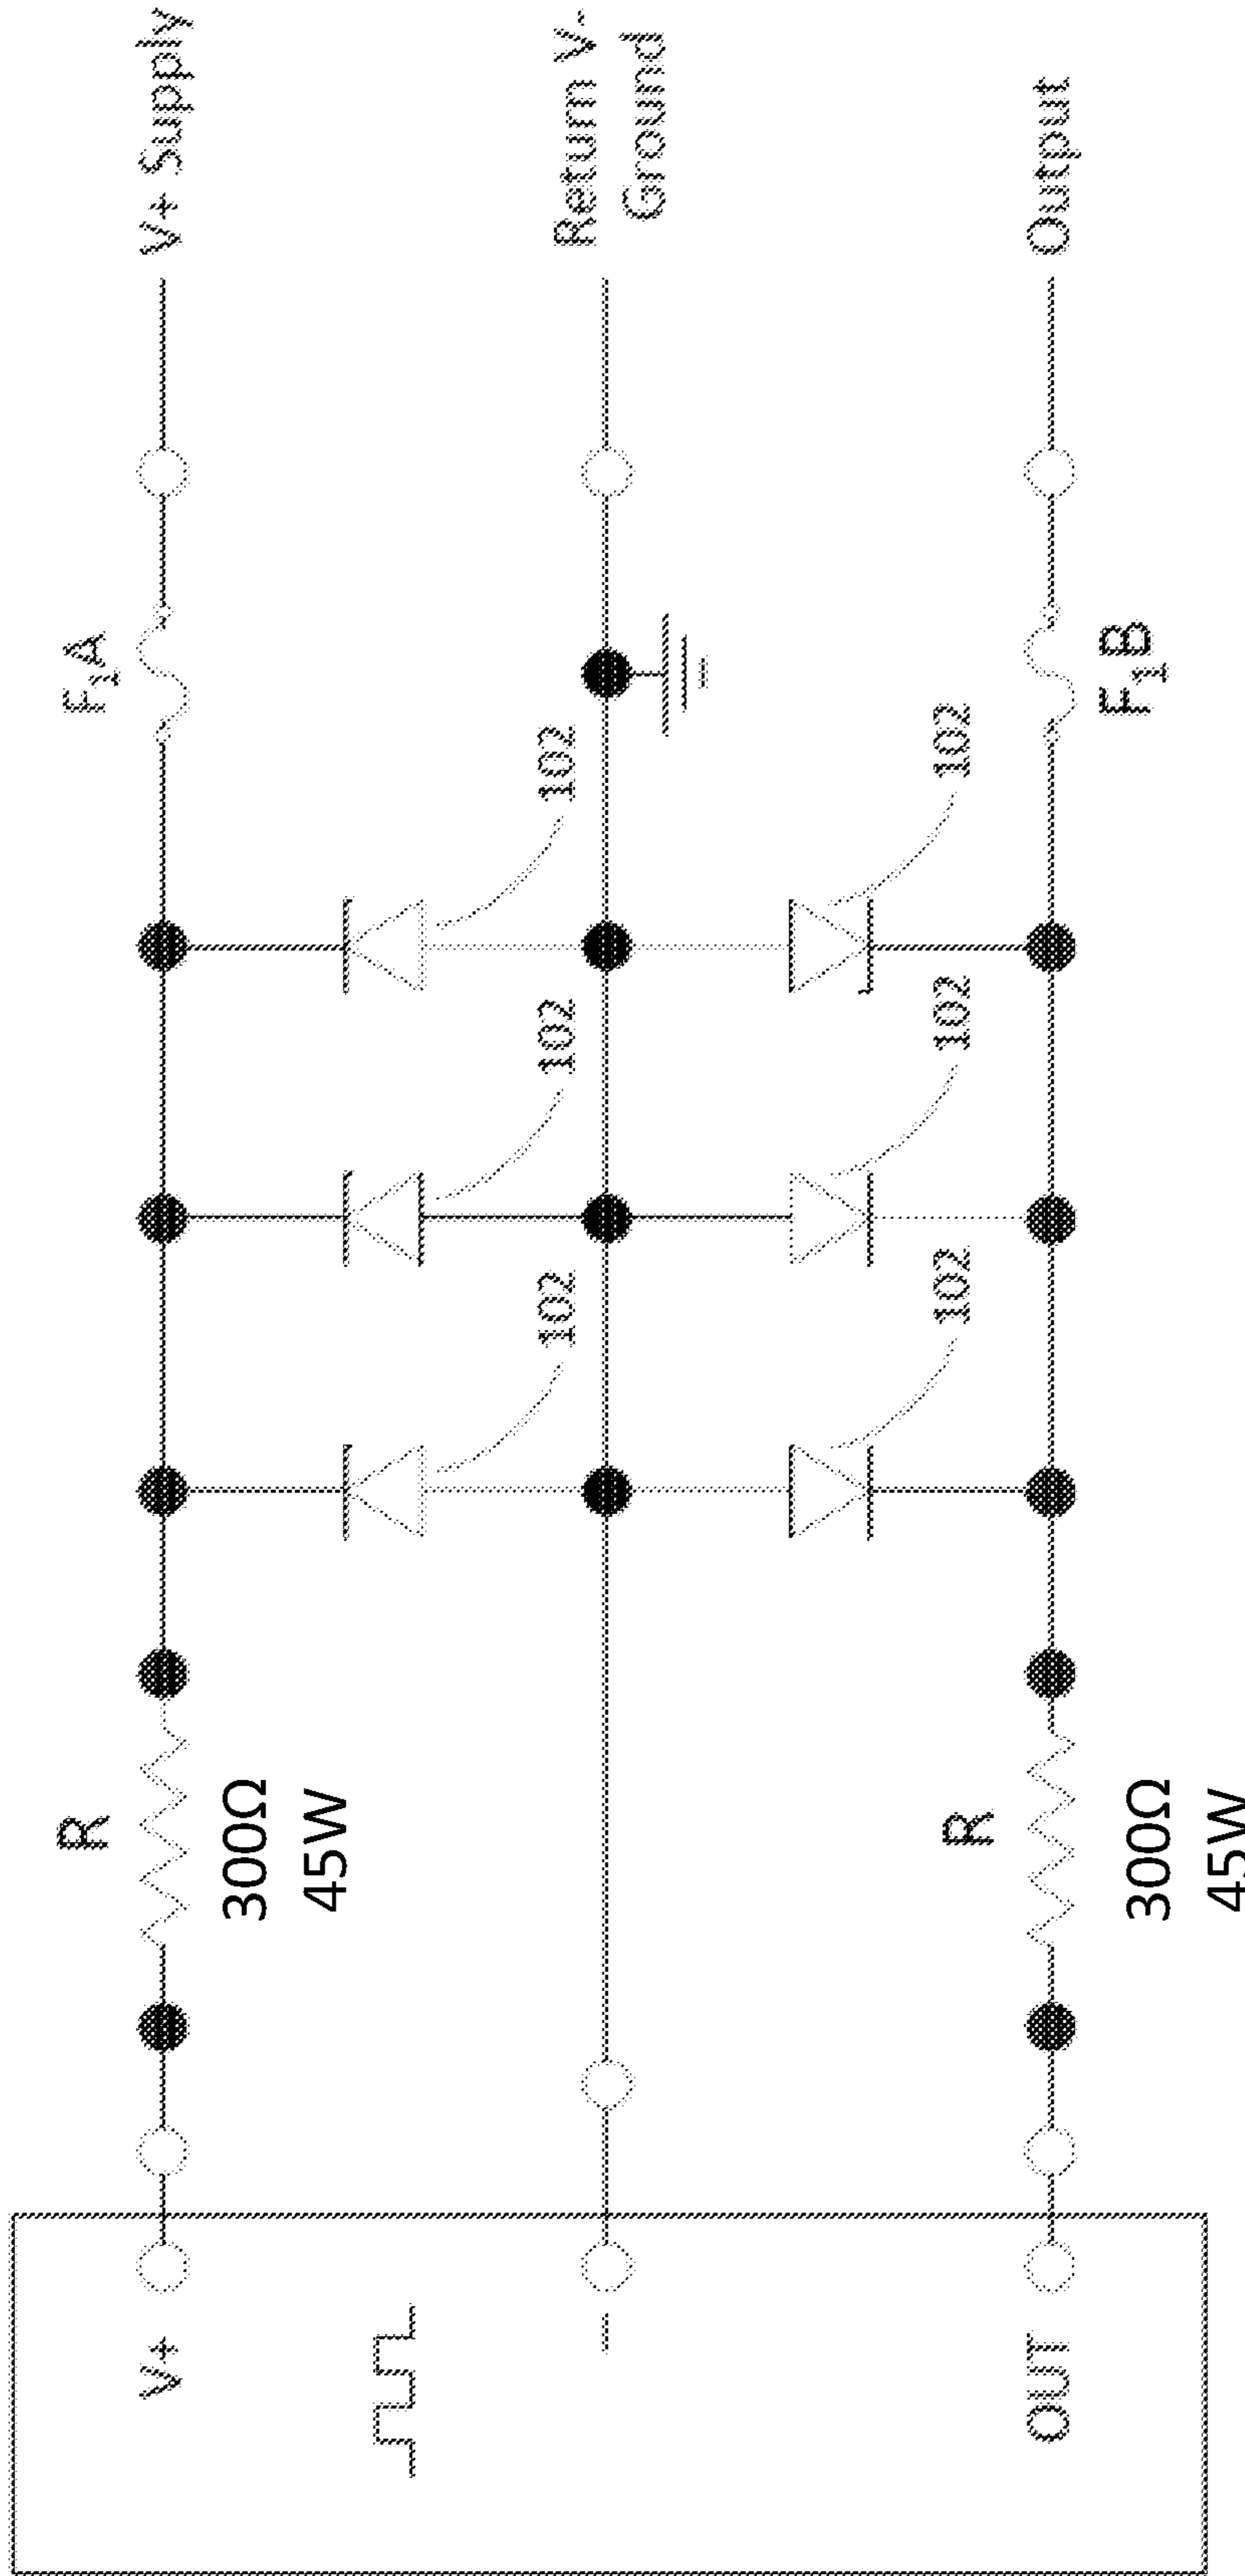 V+
R
300Ω
45W
F₁A
V+ Supply
102
102
102
—
Return V-
Ground
102
102
102
OUT
R
300Ω
45W
F₁B
Output